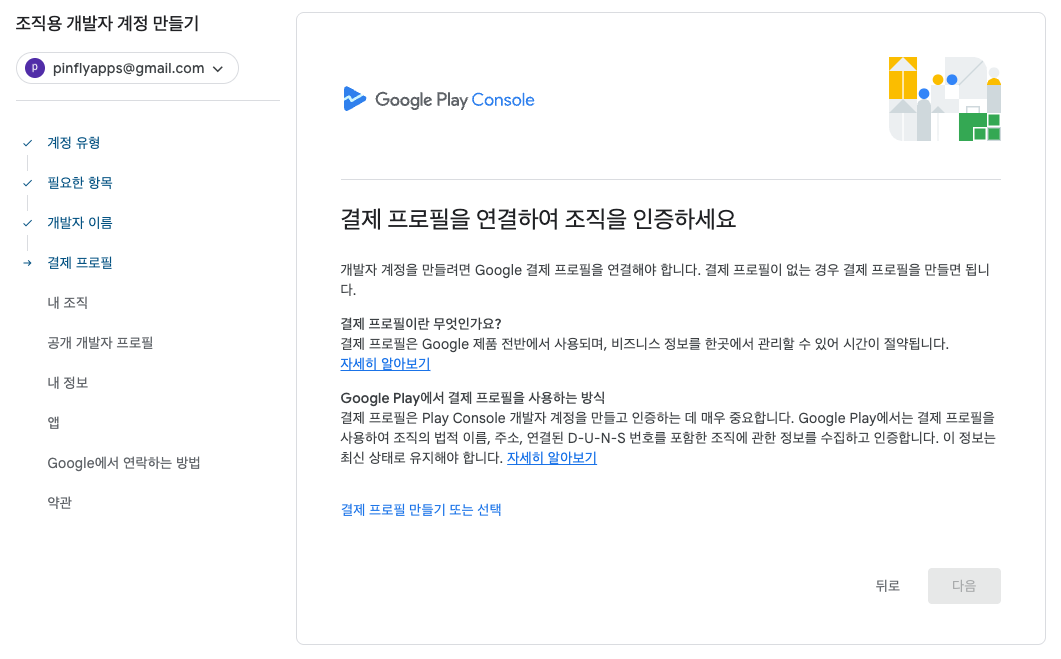 조직용 개발자 계정 만들기
p pinflyapps@gmail.com
계정 유형
필요한 항목
개발자 이름
결제 프로필
내 조직
공개 개발자 프로필
내 정보
앱
Google에서 연락하는 방법
약관
Google Play Console
결제 프로필을 연결하여 조직을 인증하세요
개발자 계정을 만들려면 Google 결제 프로필을 연결해야 합니다. 결제 프로필이 없는 경우 결제 프로필을 만들면 됩니
다.
결제 프로필이란 무엇인가요?
결제 프로필은 Google 제품 전반에서 사용되며, 비즈니스 정보를 한곳에서 관리할 수 있어 시간이 절약됩니다.
자세히 알아보기
Google Play에서 결제 프로필을 사용하는 방식
결제 프로필은 Play Console 개발자 계정을 만들고 인증하는 데 매우 중요합니다. Google Play에서는 결제 프로필을
사용하여 조직의 법적 이름, 주소, 연결된 D-U-N-S 번호를 포함한 조직에 관한 정보를 수집하고 인증합니다. 이 정보는
최신 상태로 유지해야 합니다. 자세히 알아보기
결제 프로필 만들기 또는 선택
뒤로
다음